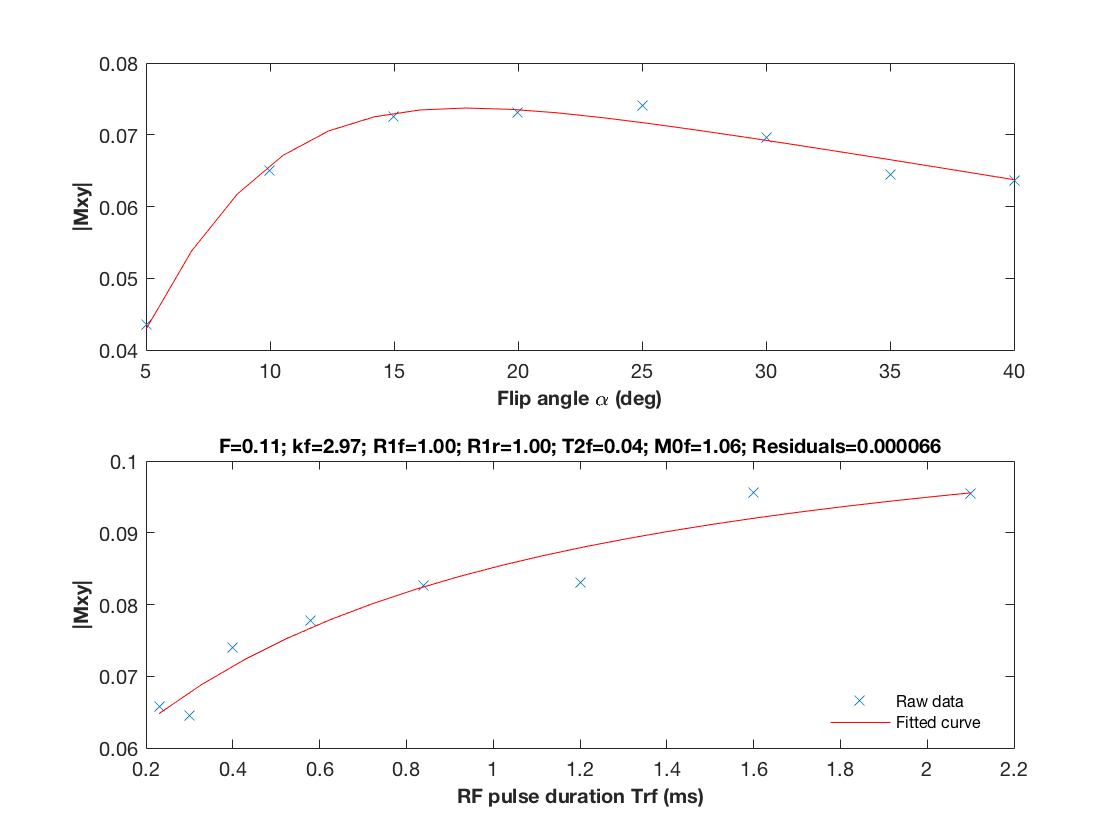 0.08
0.07
0.06
0.05
0.04
|Mxy|
5 10 15 20 25 30 35 40
Flip angle α (deg)
F=0.11; kf=2.97; R1f=1.00; R1r=1.00; T2f=0.04; M0f=1.06; Residuals=0.000066
0.1
0.09
0.08
0.07
0.06
|Mxy|
Raw data
Fitted curve
0.2 0.4 0.6 0.8 1 1.2 1.4 1.6 1.8 2 2.2
RF pulse duration Trf (ms)